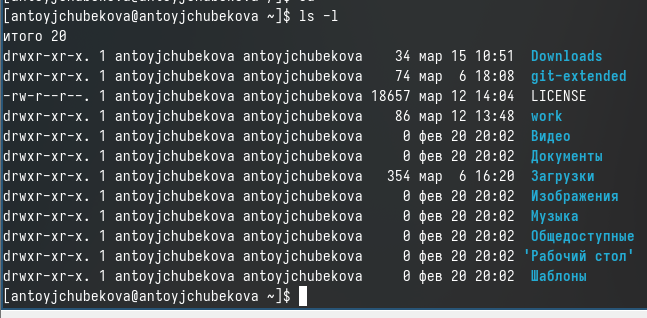 [antoyjchubekova@antoyjchubekova ~]$ ls -l
итого 20
drwxr-xr-x. 1 antoyjchubekova antoyjchubekova 34 мар 15 10:51 Downloads
drwxr-xr-x. 1 antoyjchubekova antoyjchubekova 74 мар 6 18:08 git-extended
-rw-r--r--. 1 antoyjchubekova antoyjchubekova 18657 мар 12 14:04 LICENSE
drwxr-xr-x. 1 antoyjchubekova antoyjchubekova 86 мар 12 13:48 work
drwxr-xr-x. 1 antoyjchubekova antoyjchubekova 0 фев 20 20:02 Видео
drwxr-xr-x. 1 antoyjchubekova antoyjchubekova 0 фев 20 20:02 Документы
drwxr-xr-x. 1 antoyjchubekova antoyjchubekova 354 мар 6 16:20 Загрузки
drwxr-xr-x. 1 antoyjchubekova antoyjchubekova 0 фев 20 20:02 Изображения
drwxr-xr-x. 1 antoyjchubekova antoyjchubekova 0 фев 20 20:02 Музыка
drwxr-xr-x. 1 antoyjchubekova antoyjchubekova 0 фев 20 20:02 Общедоступные
drwxr-xr-x. 1 antoyjchubekova antoyjchubekova 0 фев 20 20:02 'Рабочий стол'
drwxr-xr-x. 1 antoyjchubekova antoyjchubekova 0 фев 20 20:02 Шаблоны
[antoyjchubekova@antoyjchubekova ~]$